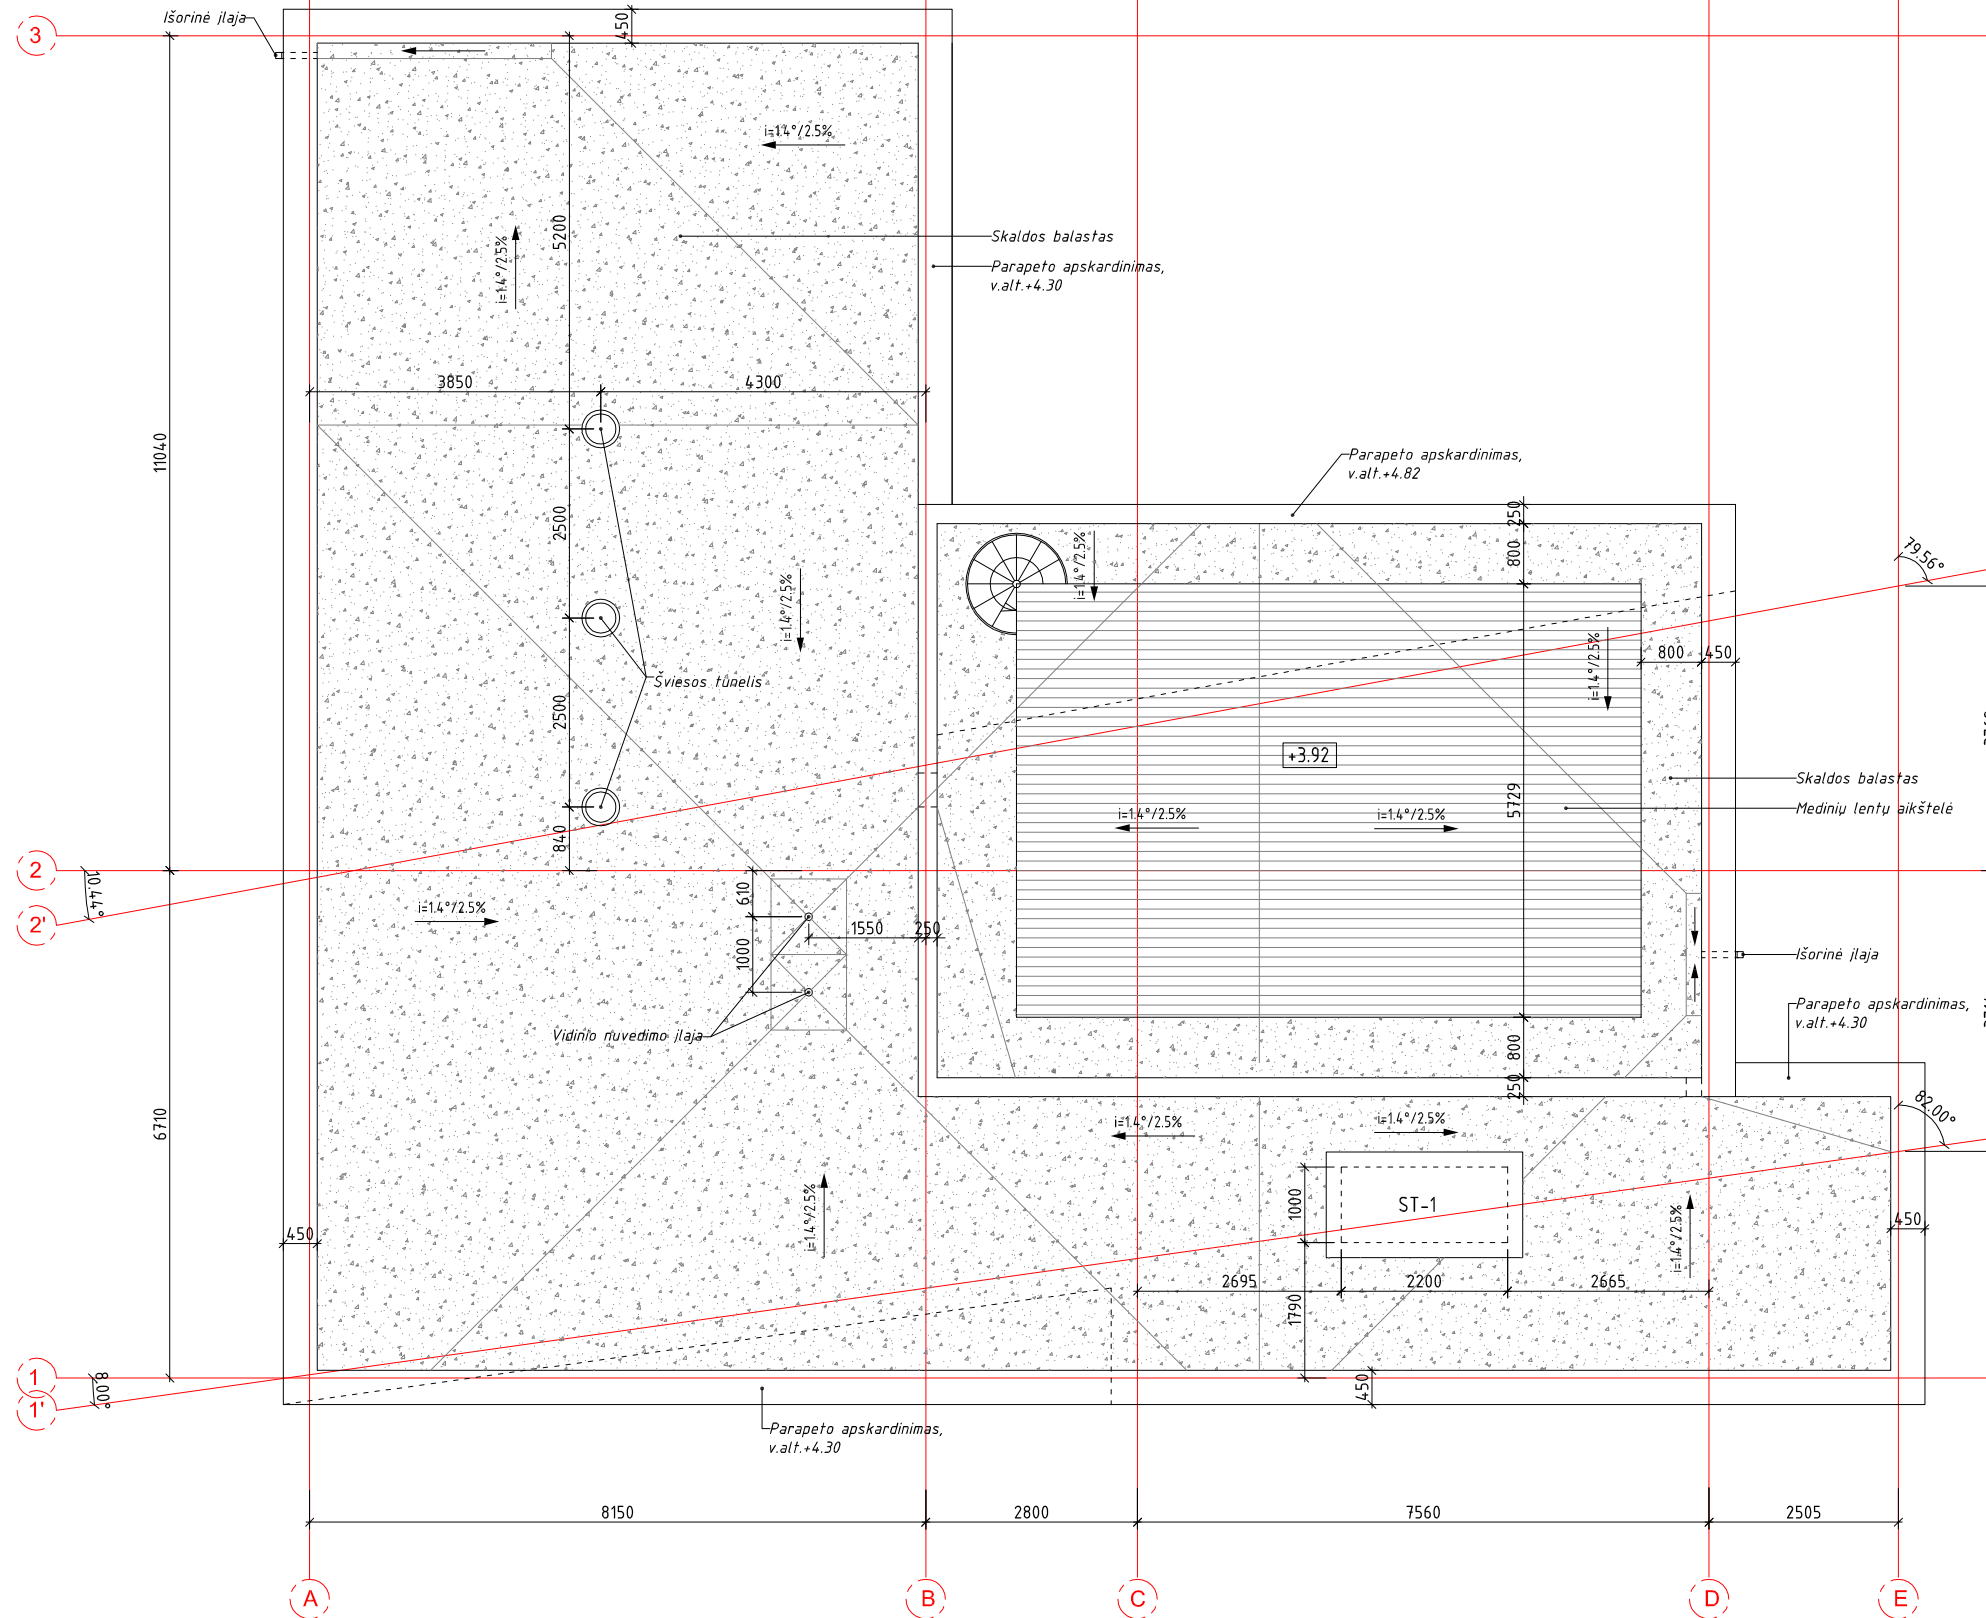 Išorinė įlaja
450
3
i=1.4°/2.5%
5200
i=1.4°/2.5%
Skaldos balastas
Parapeto apskardinimas,
v.alt.+4.30
3850
4300
11040
Parapeto apskardinimas,
v.alt.+4.82
2500
250
800
i=1.4°/2.5%
i=1.4°/2.5%
79.56°
i=1.4°/2.5%
800
450
Šviesos tunelis
2500
+3.92
Skaldos balastas
5729
Medinių lentų aikštelė
i=1.4°/2.5%
i=1.4°/2.5%
840
2
10.44°
2'
610
i=1.4°/2.5%
1550
250
1000
Išorinė įlaja
Parapeto apskardinimas,
v.alt.+4.30
Vidinio nuvedimo įlaja
800
250
82.00°
6710
i=1.4°/2.5%
i=1.4°/2.5%
1000
ST-1
i=1.4°/2.5%
i=1.4°/2.5%
450
450
2695
2200
2665
1790
1
8.00°
1'
450
Parapeto apskardinimas,
v.alt.+4.30
8150
2800
7560
2505
A
B
C
D
E